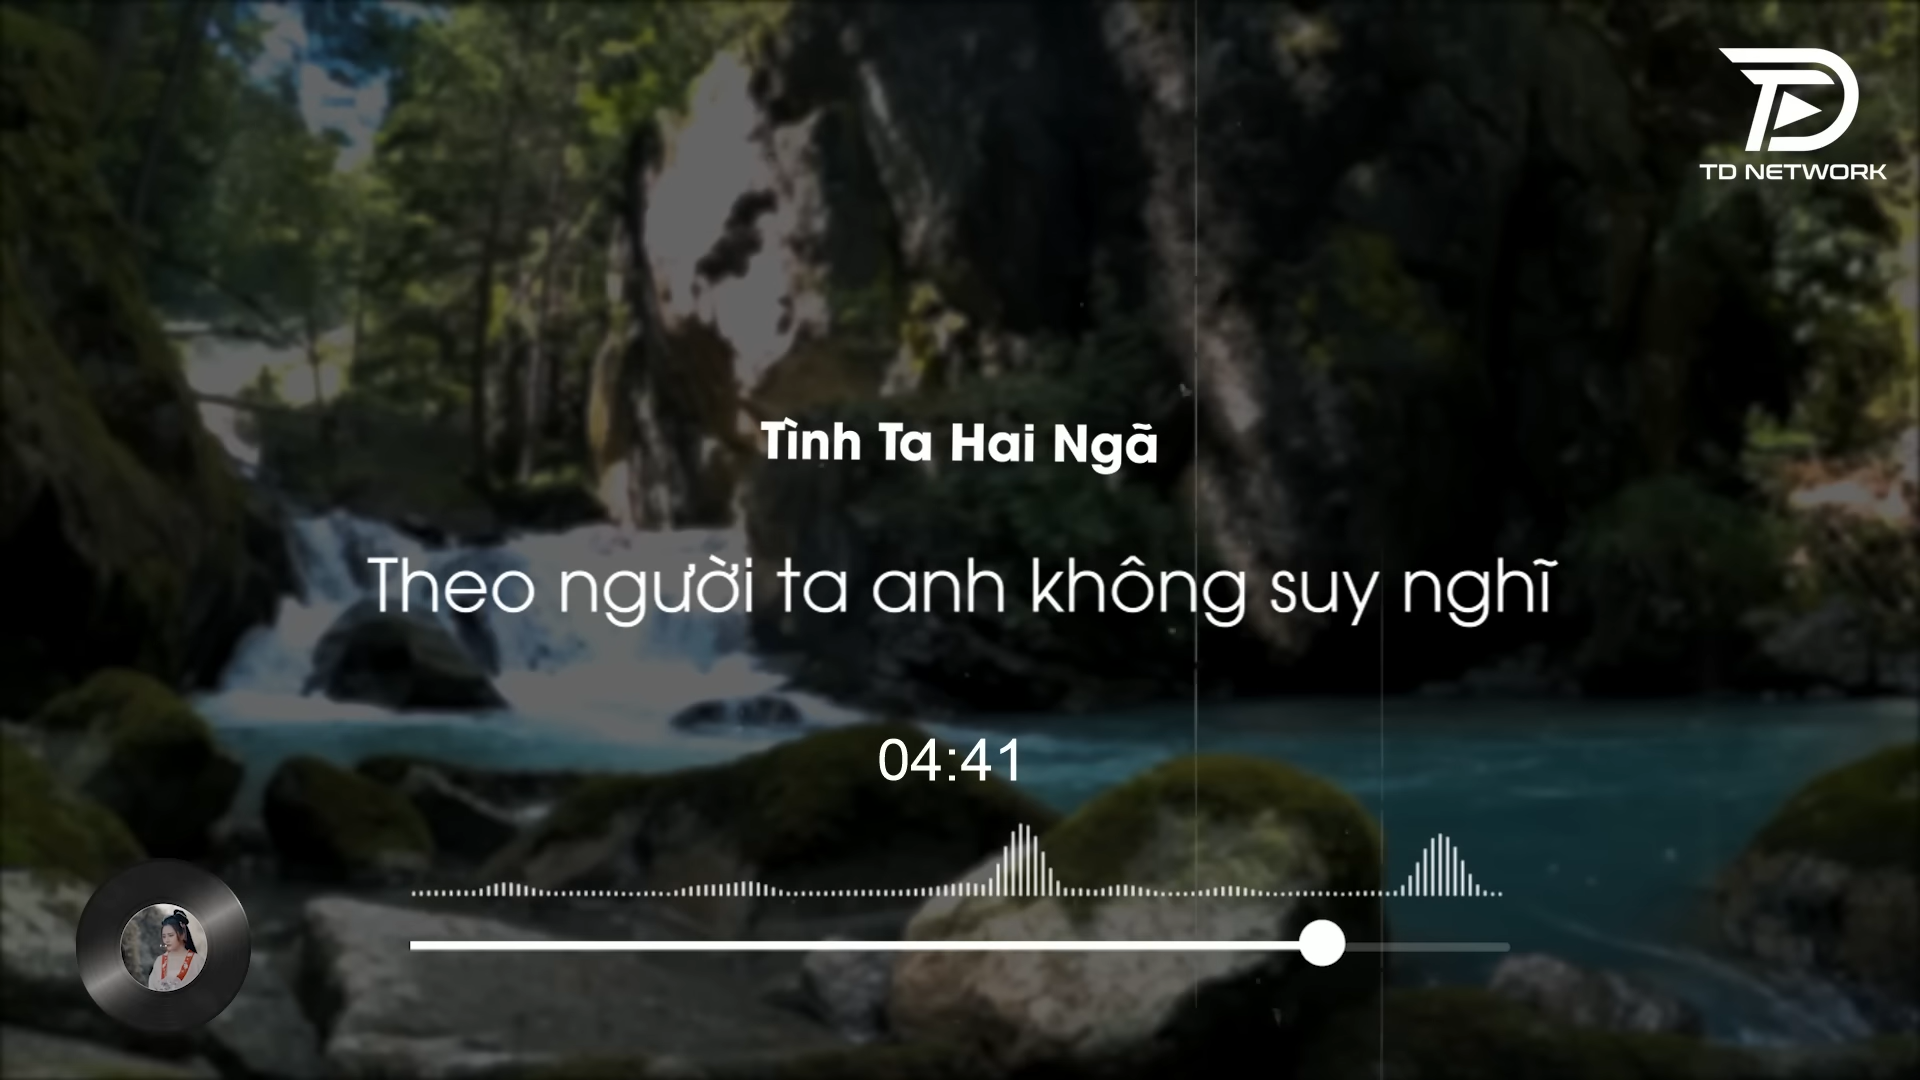 TD NETWORK
Tình Ta Hai Ngã
Theo người ta anh không suy nghĩ
04:41